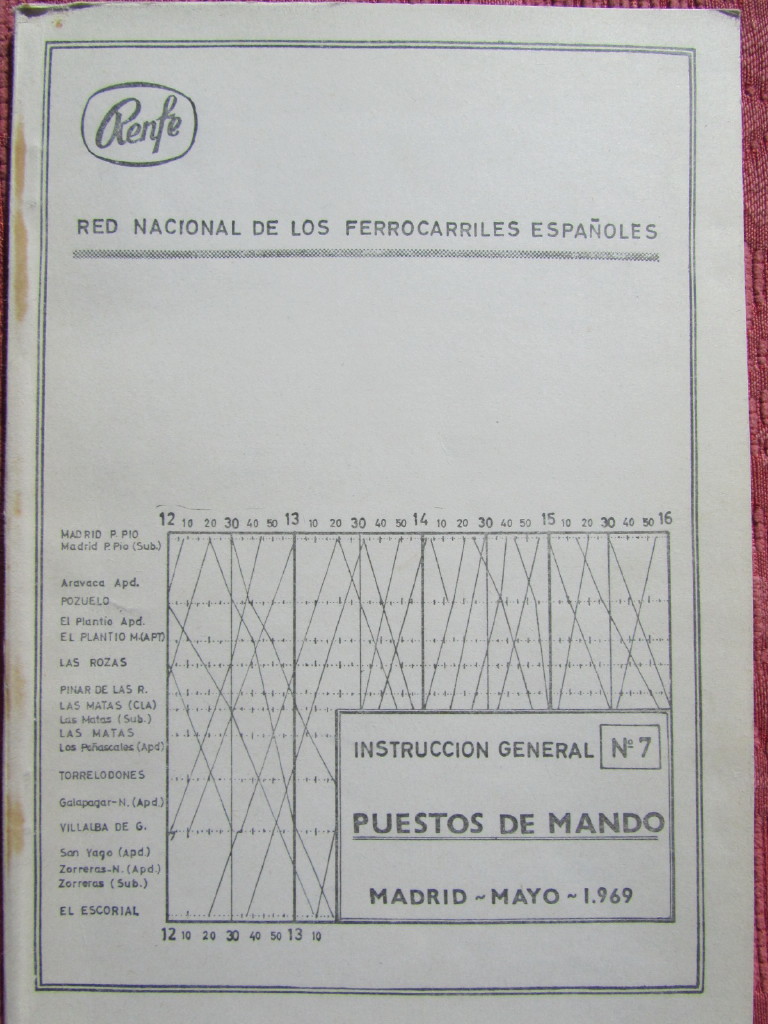 Renfe
RED NACIONAL DE LOS FERROCARRILES ESPAÑOLES
12 10 20 30 40 50 13 10 20 30 40 50 14 10 20 30 40 50 15 10 20 30 40 50 16
MADRID P. PIO
Madrid P. Pio (Sub.)
Aravaca Apd.
POZUELO
El Plantio Apd.
EL PLANTIO M(APT)
LAS ROZAS
PINAR DE LAS R.
LAS MATAS (CLA)
Las Matas (Sub.)
LAS MATAS
Los Peñascales (Apd)
TORRELODONES
Galapagar-N. (Apd.)
VILLALBA DE G.
San Yago (Apd.)
Zorreras-N. (Apd.)
Zorreras (Sub.)
EL ESCORIAL
12 10 20 30 40 50 13 10
INSTRUCCION GENERAL Nº 7
PUESTOS DE MANDO
MADRID ~ MAYO ~ 1.969